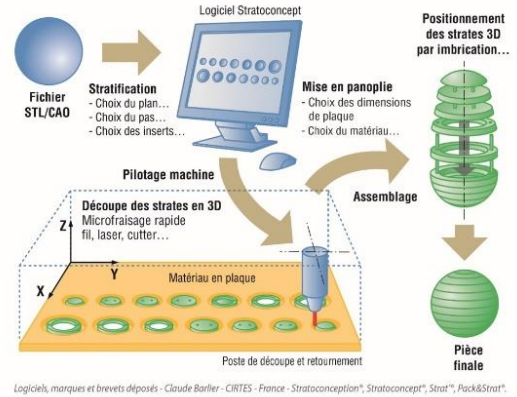 Logiciel Stratoconcept
Positionnement
des strates 3D
par imbrication...
Fichier
STL/CAO
Stratification
- Choix du plan...
- Choix du pas...
- Choix des inserts...
Mise en panoplie
- Choix des dimensions
de plaque
- Choix du matériau...
Pilotage machine
Assemblage
Découpe des strates en 3D
Microfraisage rapide
fil, laser, cutter...
Z
Y
X
Matériau en plaque
Poste de découpe et retournement
Pièce
finale
Logiciels, marques et brevets déposés - Claude Barlier - CIRTES - France - Stratoconception®, Stratoconcept®, Strat'™, Pack&Strat®.